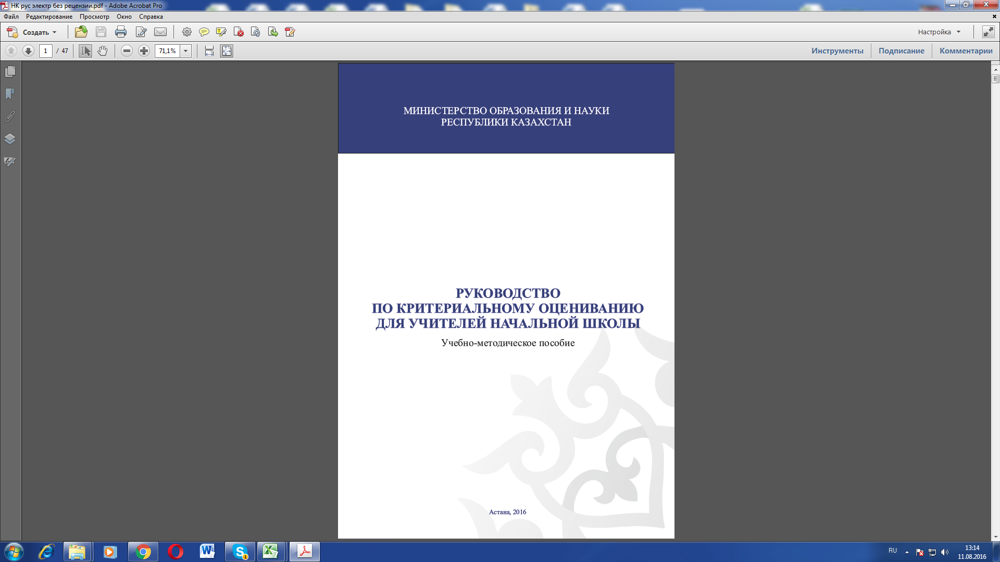 НК рус электр без рецензии.pdf - Adobe Acrobat Pro
Файл Редактирование Просмотр Окно Справка
Создать
Настройка
1 / 47
71,1%
Инструменты Подписание Комментарии
МИНИСТЕРСТВО ОБРАЗОВАНИЯ И НАУКИ
РЕСПУБЛИКИ КАЗАХСТАН
РУКОВОДСТВО
ПО КРИТЕРИАЛЬНОМУ ОЦЕНИВАНИЮ
ДЛЯ УЧИТЕЛЕЙ НАЧАЛЬНОЙ ШКОЛЫ
Учебно-методическое пособие
Астана, 2016
RU
13:14
11.08.2016